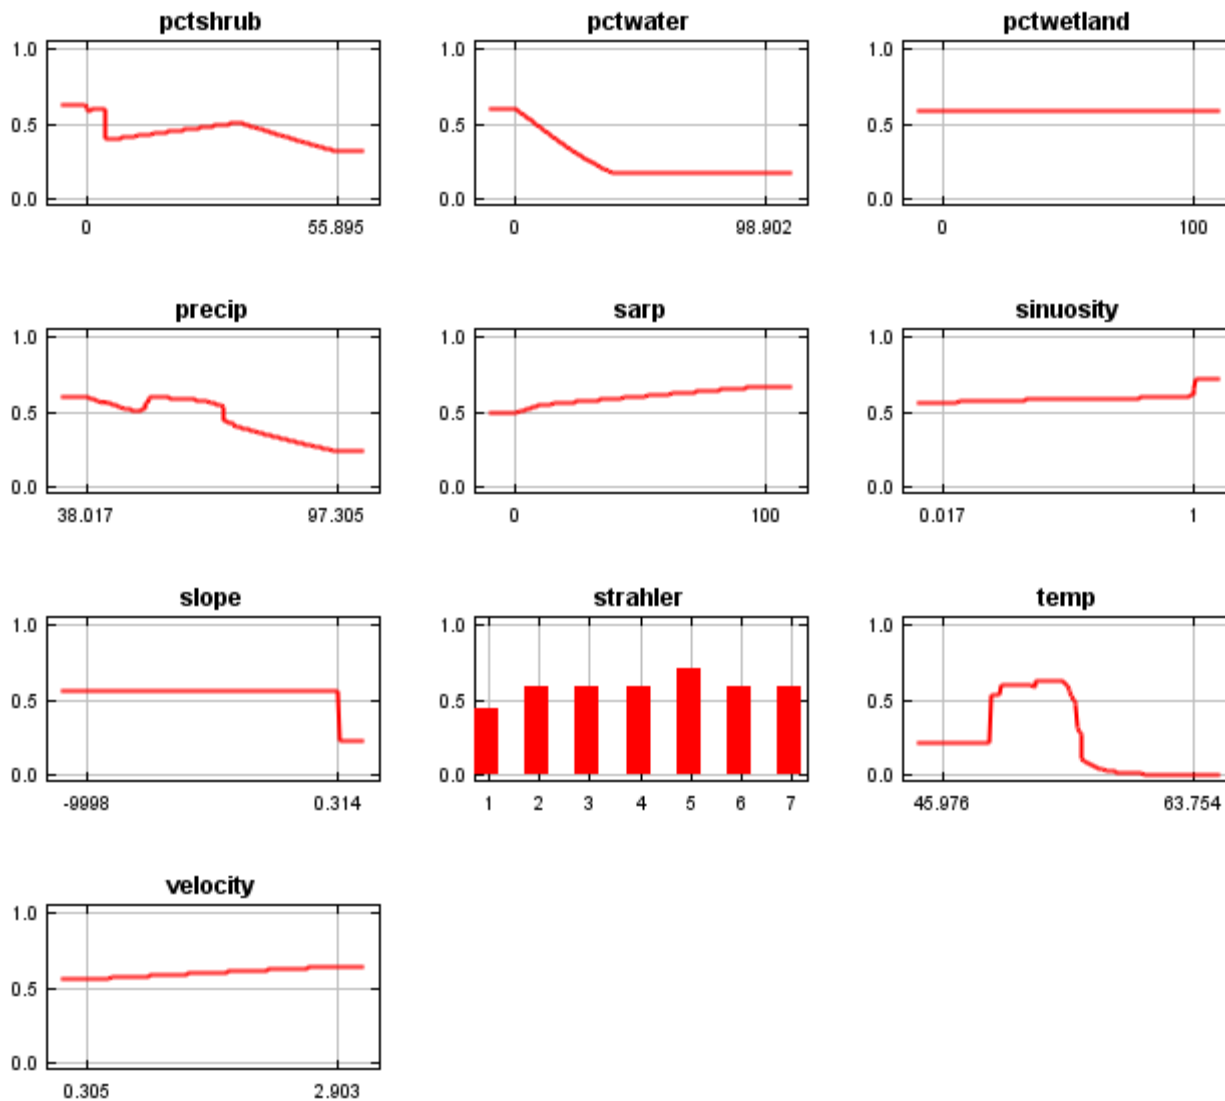 pctshrub pctwater pctwetland
1.0 1.0 1.0
0.5 0.5 0.5
0.0 0.0 0.0
0 55.895 0 98.902 0 100
precip sarp sinuosity
1.0 1.0 1.0
0.5 0.5 0.5
0.0 0.0 0.0
38.017 97.305 0 100 0.017 1
slope strahler temp
1.0 1.0 1.0
0.5 0.5 0.5
0.0 0.0 0.0
-9998 0.314 1 2 3 4 5 6 7 45.976 63.754
velocity
1.0
0.5
0.0
0.305 2.903